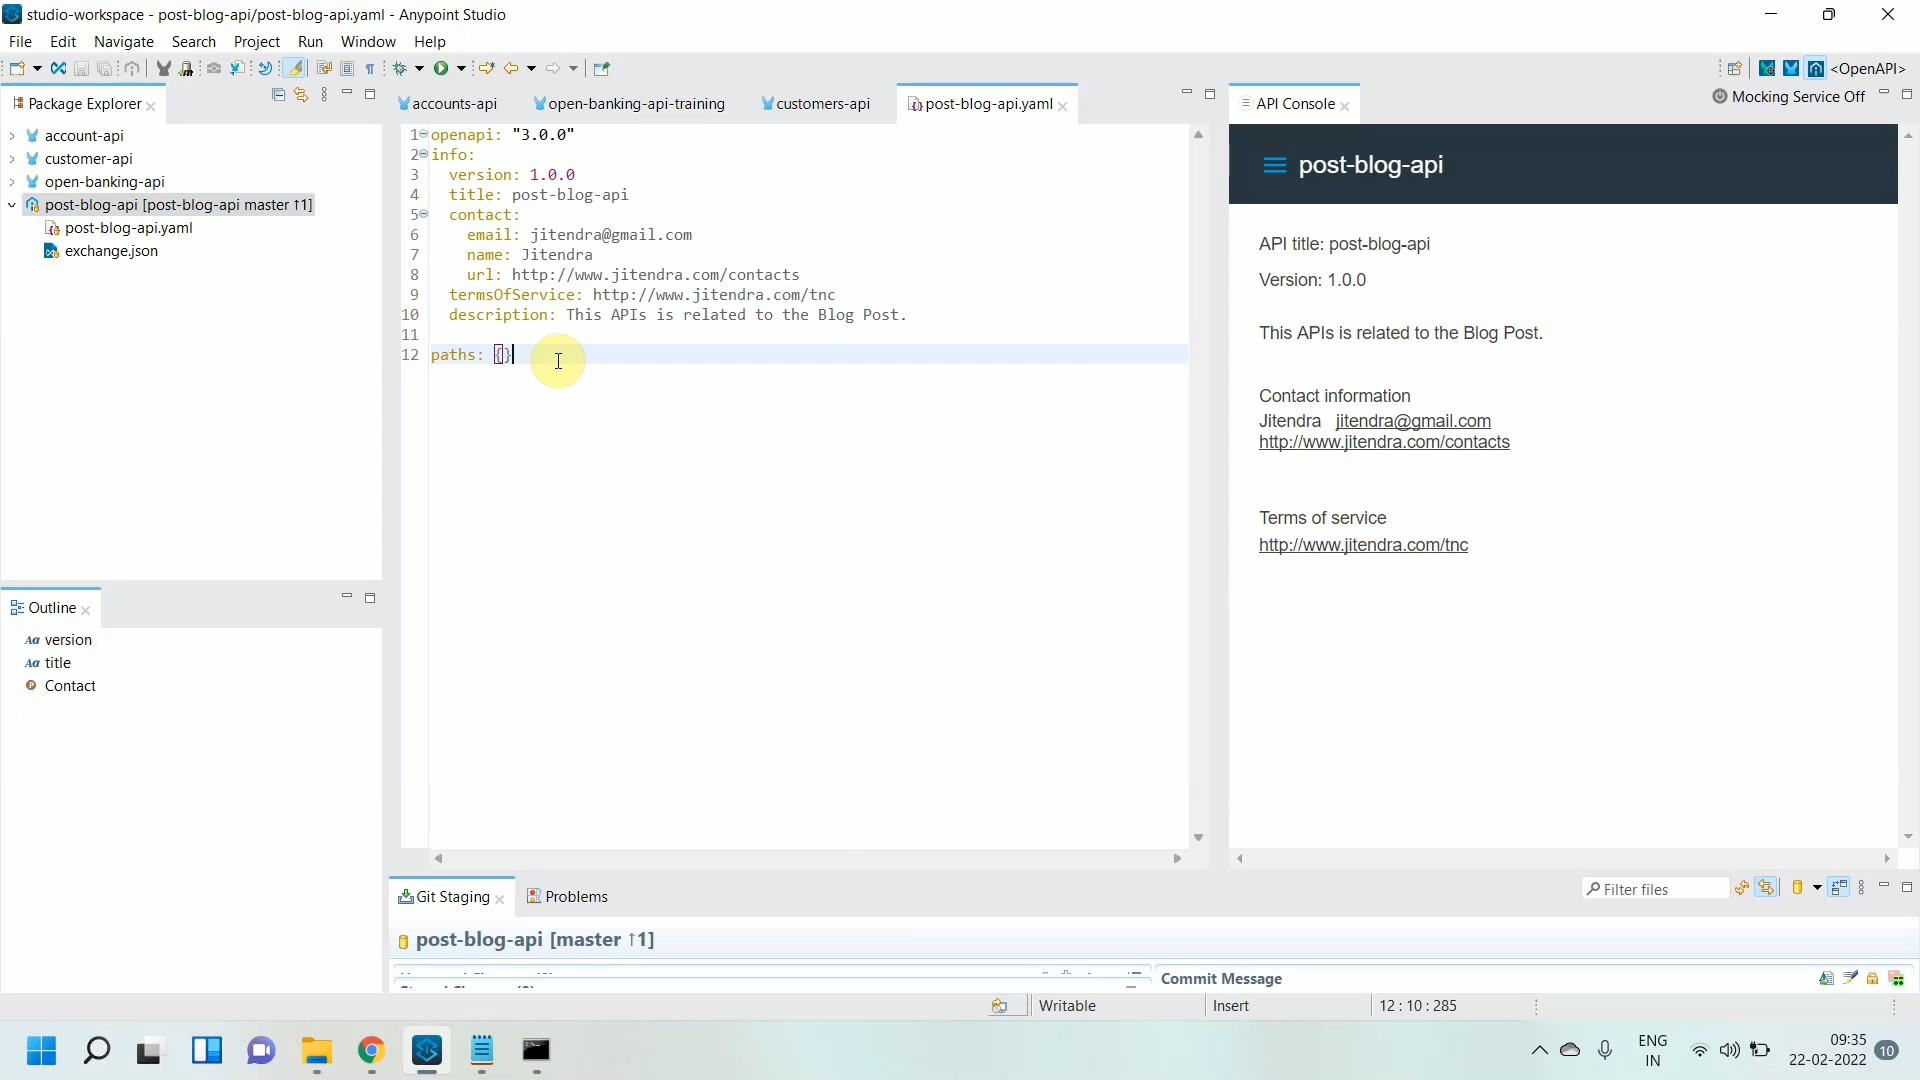 studio-workspace - post-blog-api/post-blog-api.yaml - Anypoint Studio
File Edit Navigate Search Project Run Window Help
<OpenAPI>
Package Explorer
accounts-api
open-banking-api-training
customers-api
post-blog-api.yaml
API Console
Mocking Service Off
account-api
customer-api
open-banking-api
post-blog-api [post-blog-api master ↑1]
post-blog-api.yaml
exchange.json
1 openapi: "3.0.0"
2 info:
3 version: 1.0.0
4 title: post-blog-api
5 contact:
6 email: jitendra@gmail.com
7 name: Jitendra
8 url: http://www.jitendra.com/contacts
9 termsOfService: http://www.jitendra.com/tnc
10 description: This APIs is related to the Blog Post.
11
12 paths: {}
post-blog-api
API title: post-blog-api
Version: 1.0.0
This APIs is related to the Blog Post.
Contact information
Jitendra jitendra@gmail.com
http://www.jitendra.com/contacts
Terms of service
http://www.jitendra.com/tnc
Outline
Aa version
Aa title
P Contact
Git Staging
Problems
Filter files
post-blog-api [master ↑1]
Commit Message
Writable
Insert
12 : 10 : 285
ENG
IN
09:35
22-02-2022
10